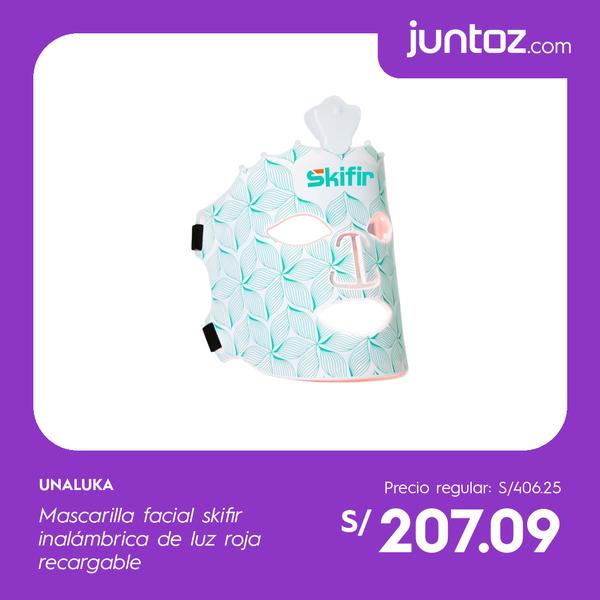 juntoz.com
Skifir
UNALUKA
Mascarilla facial skifir
inalámbrica de luz roja
recargable
Precio regular: S/406.25
S/ 207.09